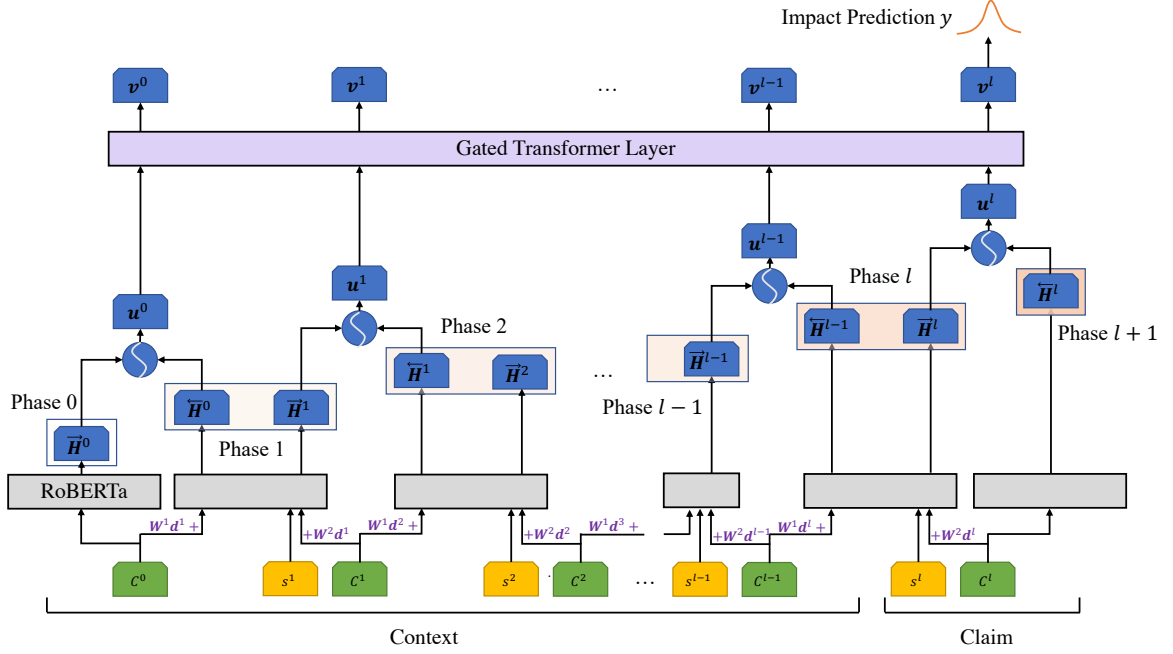 Impact Prediction y
v⁰ v¹ … vˡ⁻¹ vˡ
Gated Transformer Layer
uˡ
uˡ⁻¹
Phase l
u¹
H⃖ˡ
u⁰
Phase 2
H⃖ˡ⁻¹ H⃗ˡ
Phase l + 1
H⃗ˡ⁻¹
H⃖¹ H⃗²
…
Phase 0
H⃖⁰ H⃗¹
Phase l − 1
H⃗⁰
Phase 1
RoBERTa
W¹d¹ + +W²d¹ W¹d² + +W²d² W¹d³ + +W²dˡ⁻¹ W¹dˡ + +W²dˡ
C⁰ s¹ C¹ s² C² … sˡ⁻¹ Cˡ⁻¹ sˡ Cˡ
Context Claim